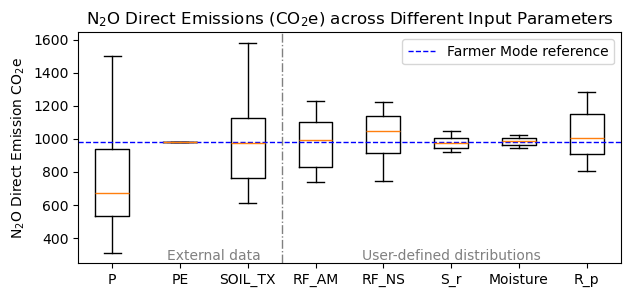 N₂O Direct Emissions (CO₂e) across Different Input Parameters
N₂O Direct Emission CO₂e
1600
1400
1200
1000
800
600
400
Farmer Mode reference
External data
User-defined distributions
P PE SOIL_TX RF_AM RF_NS S_r Moisture R_p